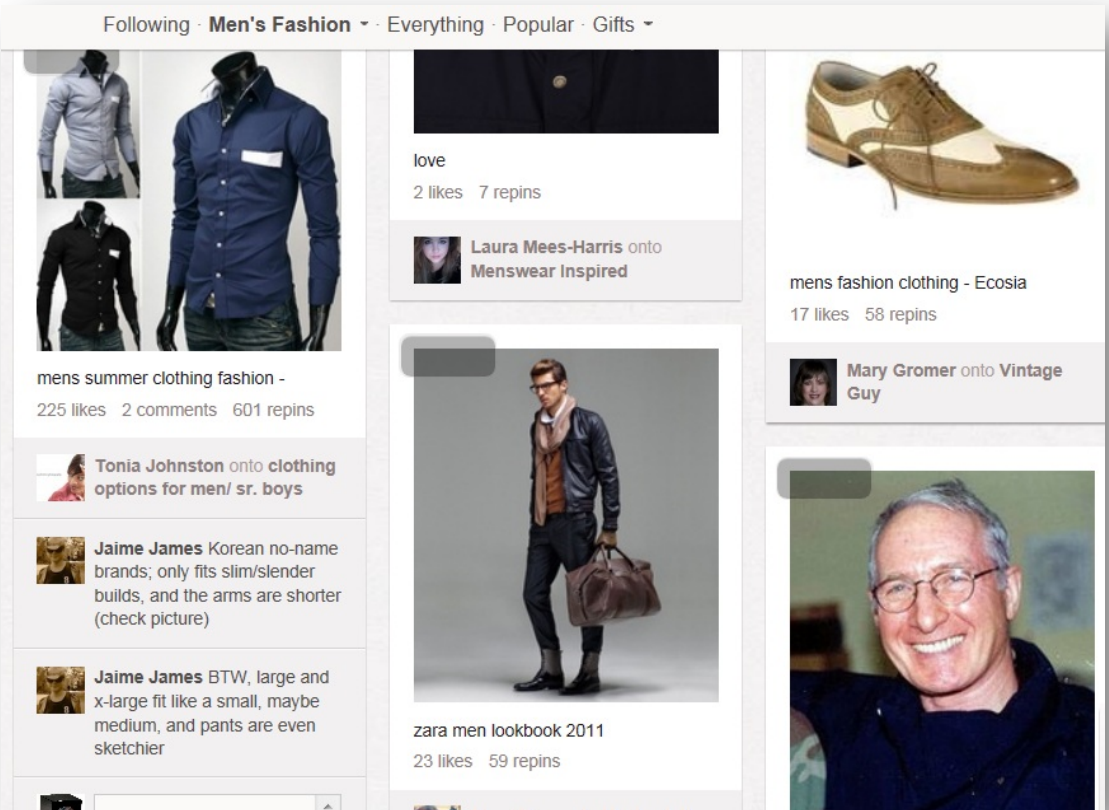 Following · Men's Fashion · Everything · Popular · Gifts
mens summer clothing fashion -
225 likes 2 comments 601 repins
Tonia Johnston onto clothing
options for men/ sr. boys
Jaime James Korean no-name
brands; only fits slim/slender
builds, and the arms are shorter
(check picture)
Jaime James BTW, large and
x-large fit like a small, maybe
medium, and pants are even
sketchier
love
2 likes 7 repins
Laura Mees-Harris onto
Menswear Inspired
zara men lookbook 2011
23 likes 59 repins
mens fashion clothing - Ecosia
17 likes 58 repins
Mary Gromer onto Vintage
Guy